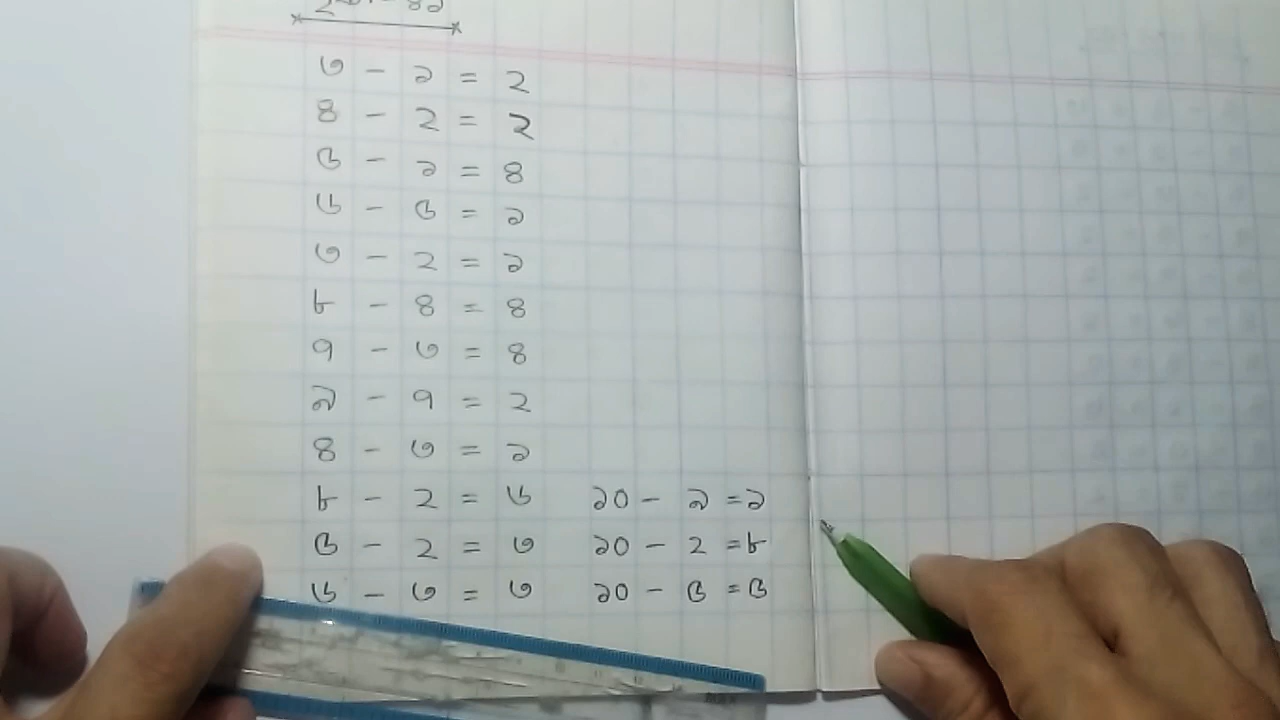 ৩ - ১ = ২
৪ - ২ = ২
৫ - ১ = ৪
৬ - ৫ = ১
৩ - ২ = ১
৮ - ৪ = ৪
৭ - ৩ = ৪
৯ - ৭ = ২
৪ - ৩ = ১
৮ - ২ = ৬ ১০ - ৯ = ১
৫ - ২ = ৩ ১০ - ২ = ৮
৬ - ৩ = ৩ ১০ - ৫ = ৫